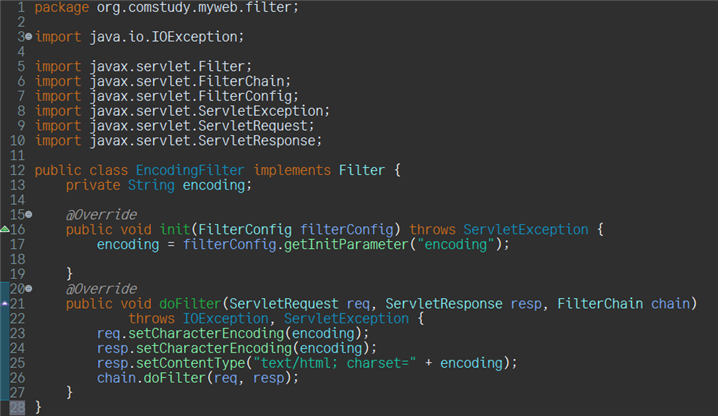 1 package org.comstudy.myweb.filter;
2
3 import java.io.IOException;
4
5 import javax.servlet.Filter;
6 import javax.servlet.FilterChain;
7 import javax.servlet.FilterConfig;
8 import javax.servlet.ServletException;
9 import javax.servlet.ServletRequest;
10 import javax.servlet.ServletResponse;
11
12 public class EncodingFilter implements Filter {
13     private String encoding;
14
15     @Override
16     public void init(FilterConfig filterConfig) throws ServletException {
17         encoding = filterConfig.getInitParameter("encoding");
18
19     }
20     @Override
21     public void doFilter(ServletRequest req, ServletResponse resp, FilterChain chain)
22             throws IOException, ServletException {
23         req.setCharacterEncoding(encoding);
24         resp.setCharacterEncoding(encoding);
25         resp.setContentType("text/html; charset=" + encoding);
26         chain.doFilter(req, resp);
27     }
28 }